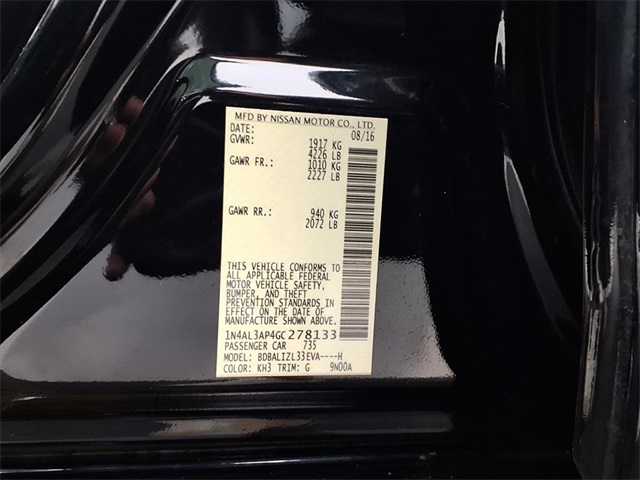 MFD BY NISSAN MOTOR CO., LTD.
DATE: 08/16
GVWR: 1917 KG
4226 LB
GAWR FR: 1010 KG
2227 LB
GAWR RR: 940 KG
2072 LB
THIS VEHICLE CONFORMS TO
ALL APPLICABLE FEDERAL
MOTOR VEHICLE SAFETY,
BUMPER, AND THEFT
PREVENTION STANDARDS IN
EFFECT ON THE DATE OF
MANUFACTURE SHOWN ABOVE.
1N4AL3AP4GC278133
PASSENGER CAR 735
MODEL: BDBALIZL33EVA----H
COLOR: KH3 TRIM: G 9N00A